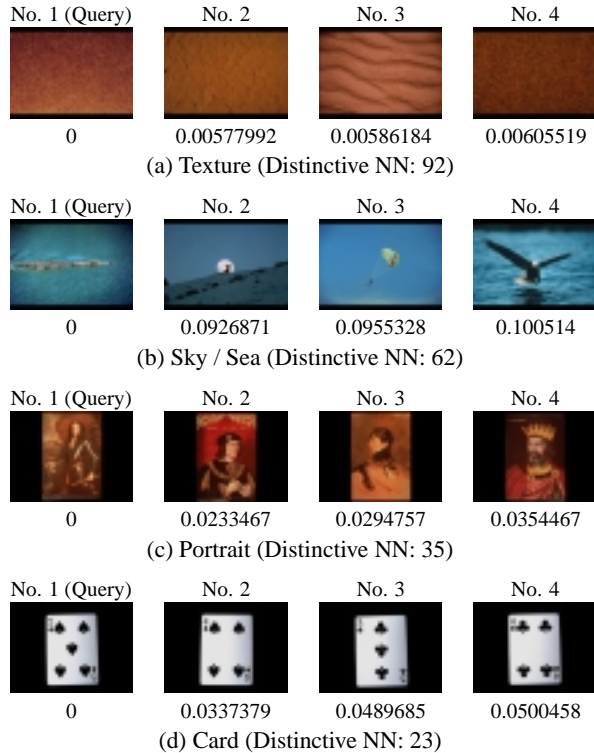 No. 1 (Query) No. 2 No. 3 No. 4
0 0.00577992 0.00586184 0.00605519
(a) Texture (Distinctive NN: 92)
No. 1 (Query) No. 2 No. 3 No. 4
0 0.0926871 0.0955328 0.100514
(b) Sky / Sea (Distinctive NN: 62)
No. 1 (Query) No. 2 No. 3 No. 4
0 0.0233467 0.0294757 0.0354467
(c) Portrait (Distinctive NN: 35)
No. 1 (Query) No. 2 No. 3 No. 4
0 0.0337379 0.0489685 0.0500458
(d) Card (Distinctive NN: 23)